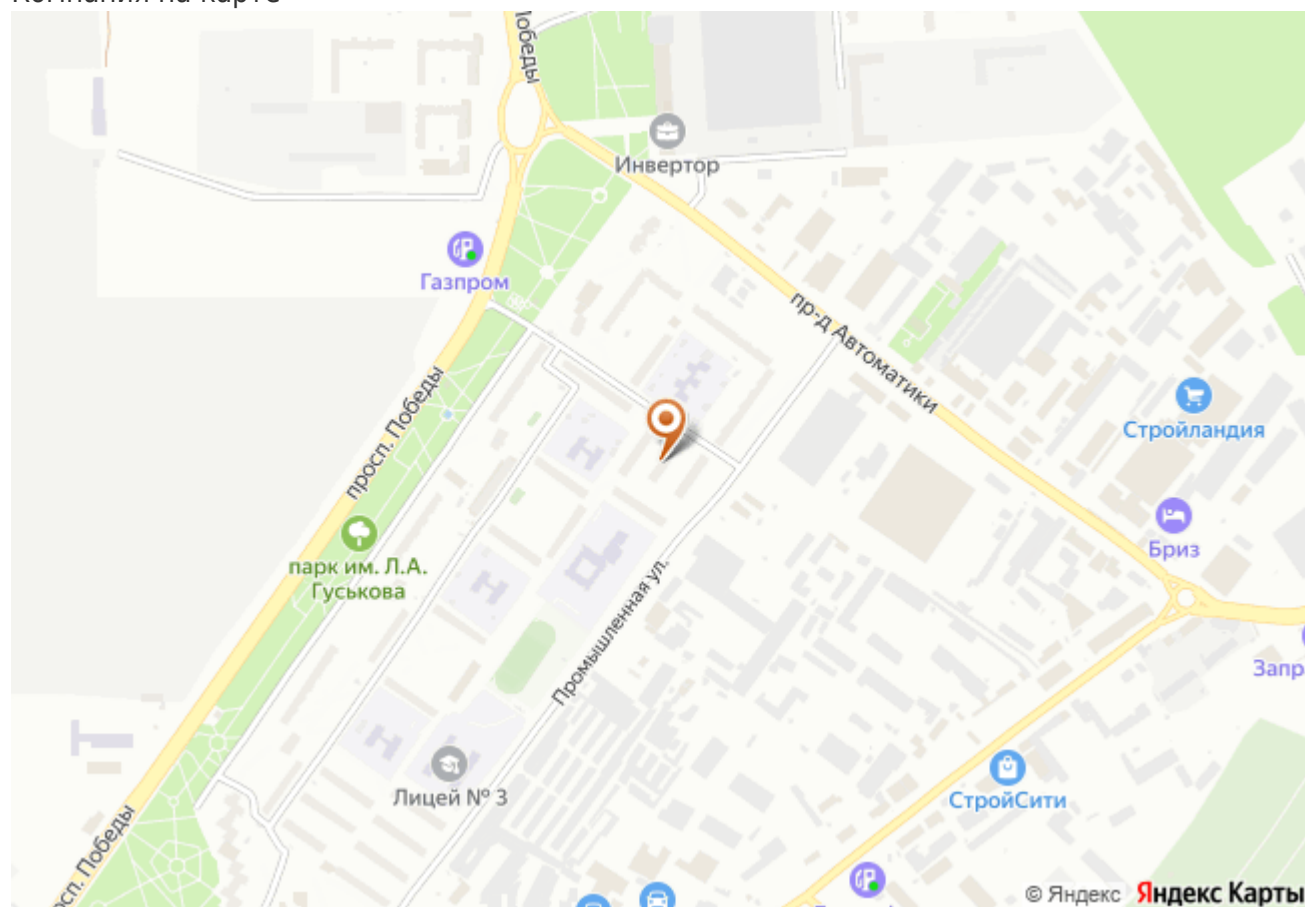 Победы
Инвертор
Газпром
пр-д Автоматики
просп. Победы
Стройландия
Бриз
парк им. Л.А.
Гуськова
Промышленная ул.
Лицей № 3
СтройСити
просп. Победы
© Яндекс Яндекс Карты